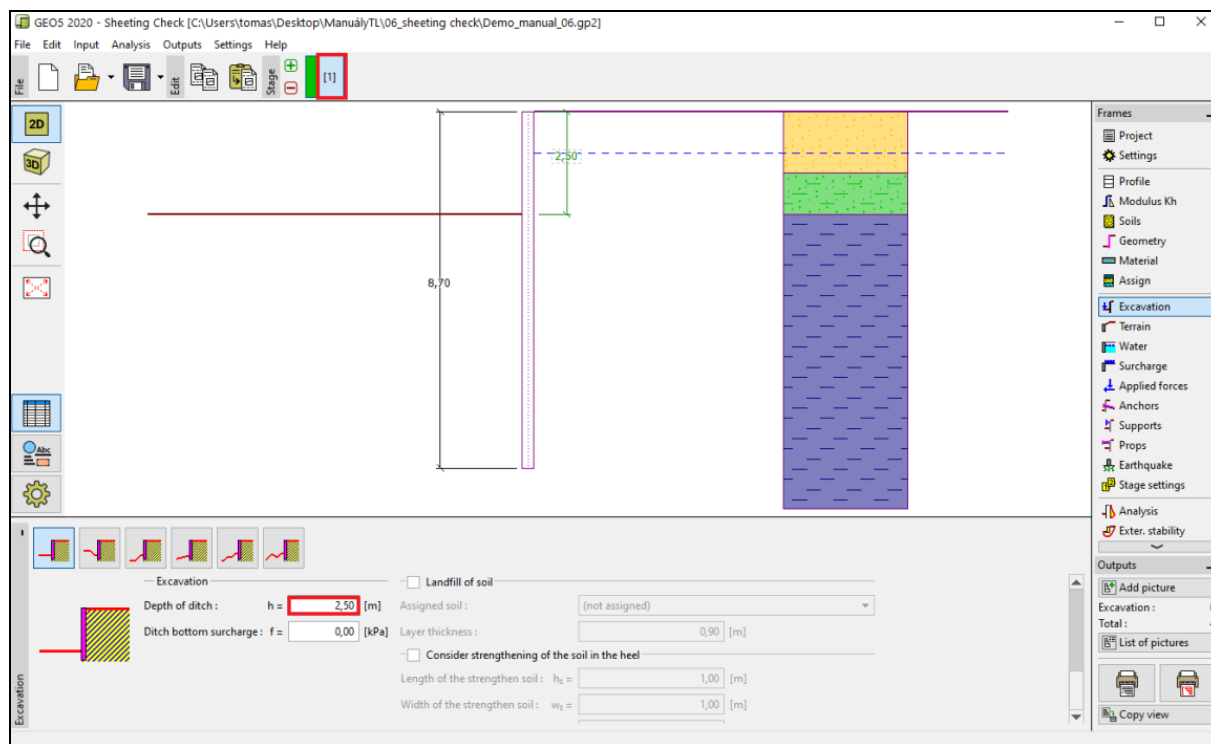 GEO5 2020 - Sheeting Check [C:\Users\tomas\Desktop\ManuályTL\06_sheeting check\Demo_manual_06.gp2]
File Edit Input Analysis Outputs Settings Help
File
Edit
Stage
[1]
2D
3D
Abc
2,50
8,70
Frames
Project
Settings
Profile
Modulus Kh
Soils
Geometry
Material
Assign
Excavation
Terrain
Water
Surcharge
Applied forces
Anchors
Supports
Props
Earthquake
Stage settings
Analysis
Exter. stability
Outputs
Add picture
Excavation :
Total :
List of pictures
Copy view
Excavation
Excavation
Depth of ditch : h = 2,50 [m]
Ditch bottom surcharge : f = 0,00 [kPa]
Landfill of soil
Assigned soil : (not assigned)
Layer thickness : 0,90 [m]
Consider strengthening of the soil in the heel
Length of the strengthen soil : hs = 1,00 [m]
Width of the strengthen soil : ws = 1,00 [m]